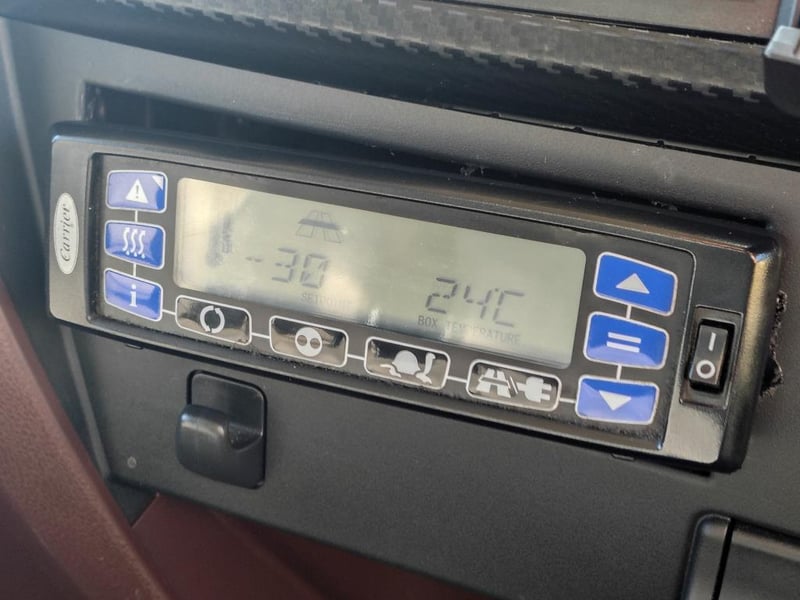 Carrier
-30
24C
SETPOINT
BOX TEMPERATURE